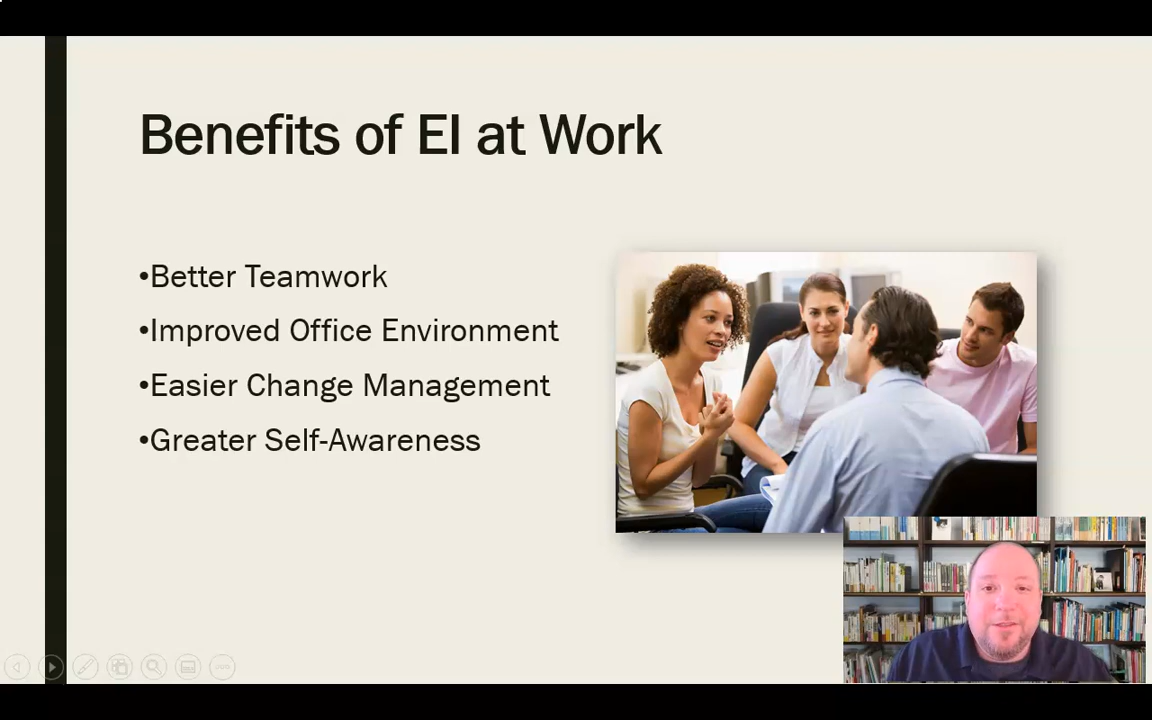 Benefits of EI at Work
•Better Teamwork
•Improved Office Environment
•Easier Change Management
•Greater Self-Awareness